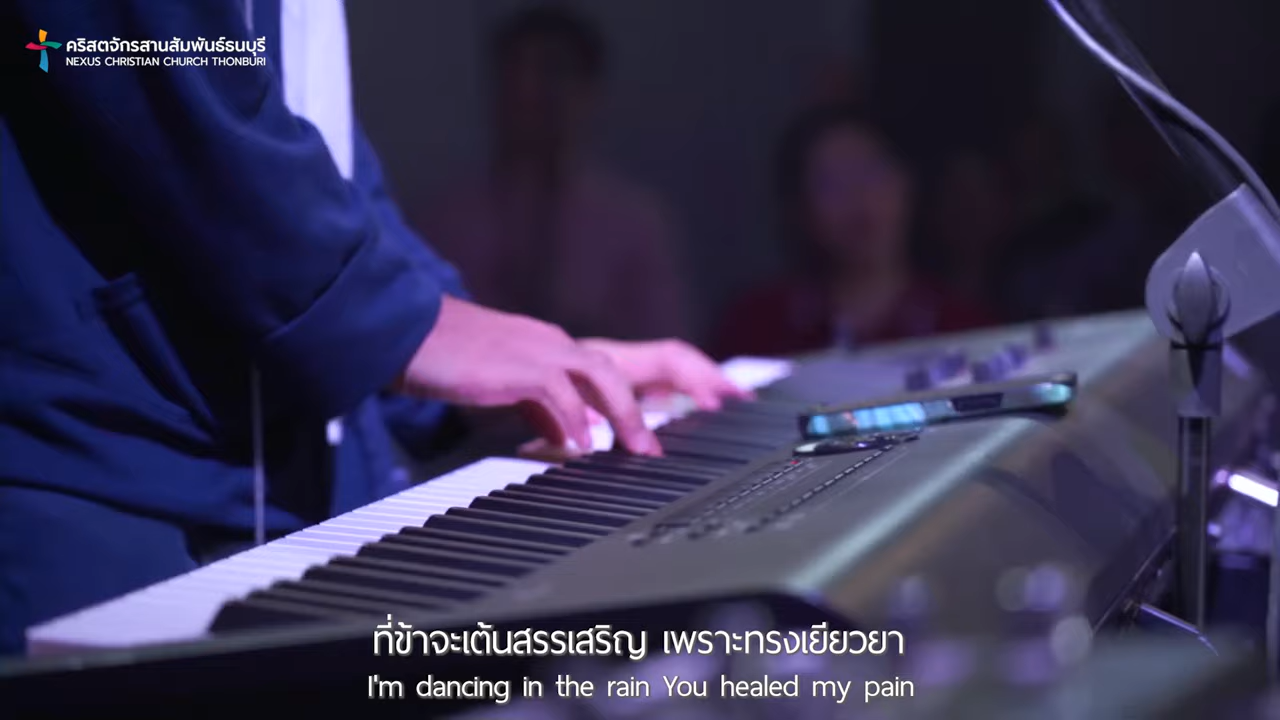 คริสตจักรสานสัมพันธ์ธนบุรี
NEXUS CHRISTIAN CHURCH THONBURI
ที่ข้าจะเต้นสรรเสริญ เพราะทรงเยียวยา
I'm dancing in the rain You healed my pain